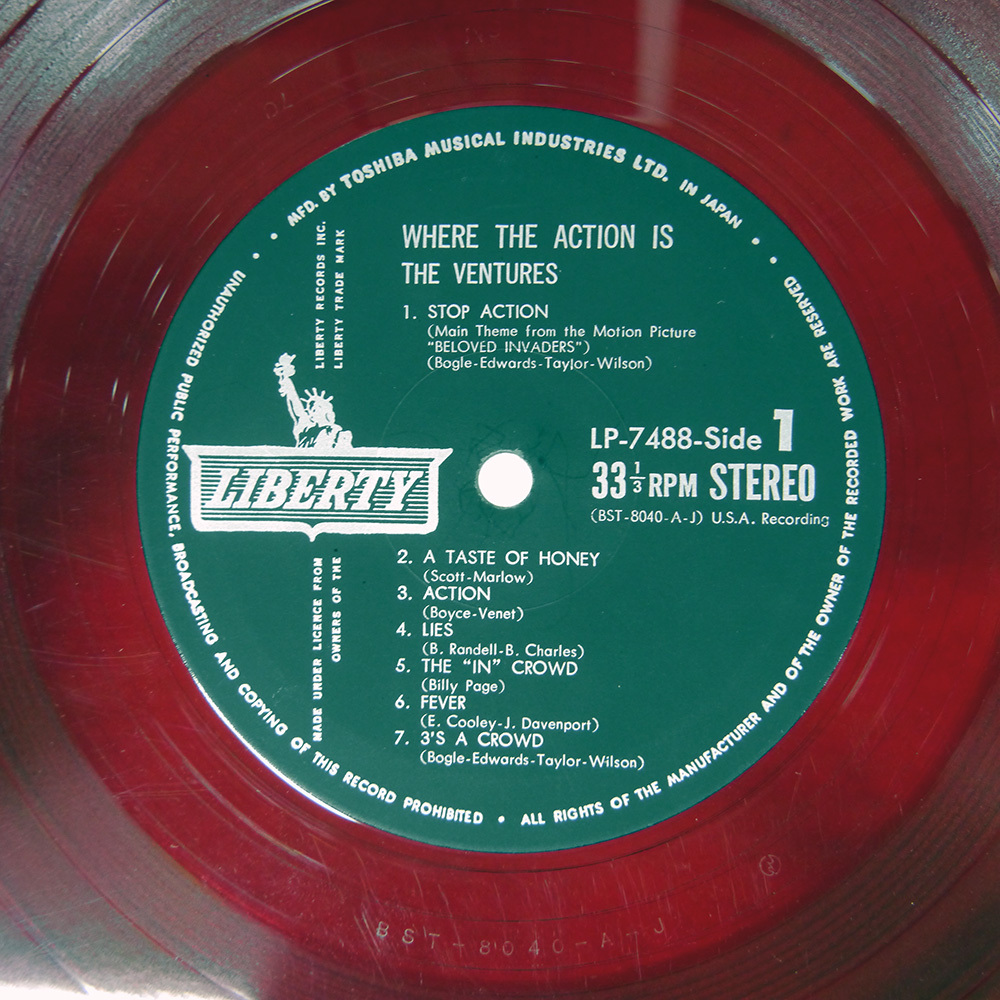 MFD. BY TOSHIBA MUSICAL INDUSTRIES LTD. IN JAPAN
LIBERTY RECORDS INC.
LIBERTY TRADE MARK
WHERE THE ACTION IS
THE VENTURES
1. STOP ACTION
(Main Theme from the Motion Picture
"BELOVED INVADERS")
(Bogle-Edwards-Taylor-Wilson)
LIBERTY
LP-7488-Side 1
33 1/3 RPM STEREO
(BST-8040-A-J) U.S.A. Recording
MADE UNDER LICENCE FROM
OWNERS OF THE
2. A TASTE OF HONEY
(Scott-Marlow)
3. ACTION
(Boyce-Venet)
4. LIES
(B. Randell-B. Charles)
5. THE "IN" CROWD
(Billy Page)
6. FEVER
(E. Cooley-J. Davenport)
7. 3'S A CROWD
(Bogle-Edwards-Taylor-Wilson)
UNAUTHORIZED PUBLIC PERFORMANCE, BROADCASTING AND COPYING OF THIS RECORD PROHIBITED • ALL RIGHTS OF THE MANUFACTURER AND OF THE OWNER OF THE RECORDED WORK ARE RESERVED
BST-8040-A-J